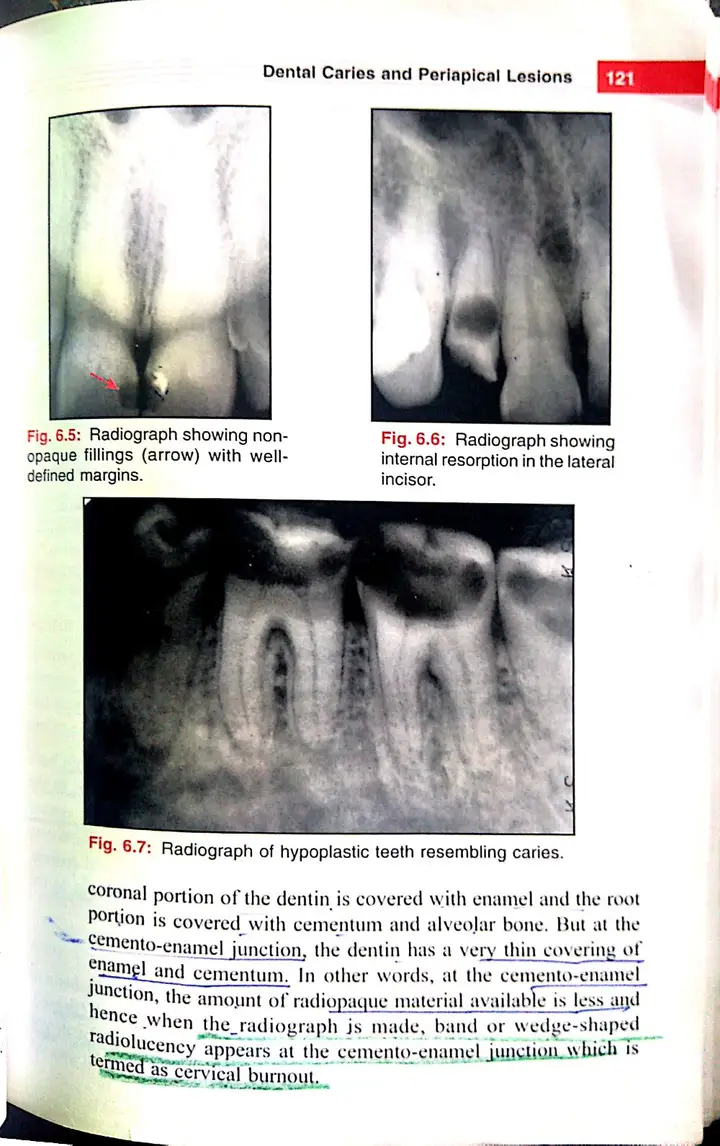 Dental Caries and Periapical Lesions 121
Fig. 6.5: Radiograph showing non-
opaque fillings (arrow) with well-
defined margins.
Fig. 6.6: Radiograph showing
internal resorption in the lateral
incisor.
Fig. 6.7: Radiograph of hypoplastic teeth resembling caries.
coronal portion of the dentin is covered with enamel and the root
portion is covered with cementum and alveolar bone. But at the
cemento-enamel junction, the dentin has a very thin covering of
enamel and cementum. In other words, at the cemento-enamel
junction, the amount of radiopaque material available is less and
hence when the radiograph is made, band or wedge-shaped
radiolucency appears at the cemento-enamel junction which is
termed as cervical burnout.